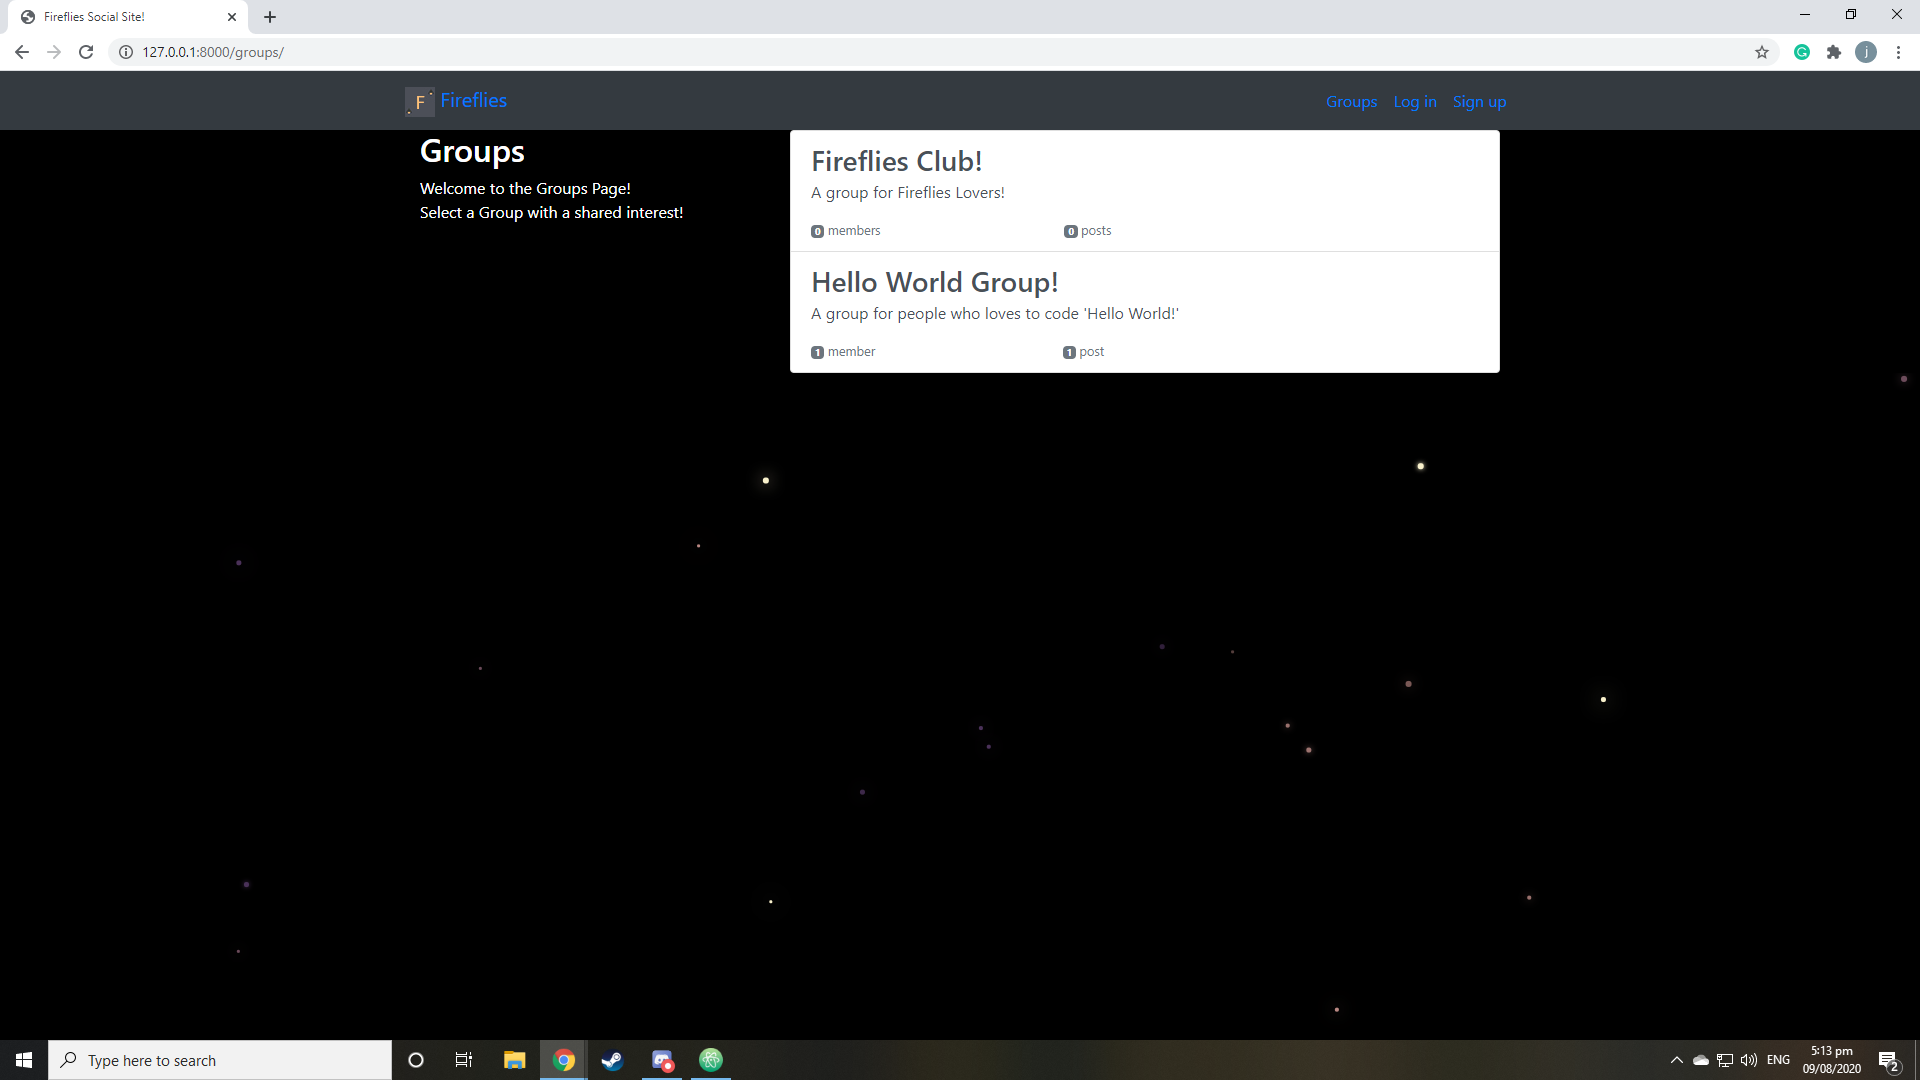 Fireflies Social Site!
127.0.0.1:8000/groups/
j
F Fireflies
Groups Log in Sign up
Groups
Welcome to the Groups Page!
Select a Group with a shared interest!
Fireflies Club!
A group for Fireflies Lovers!
0 members 0 posts
Hello World Group!
A group for people who loves to code 'Hello World!'
1 member 1 post
Type here to search
ENG
5:13 pm
09/08/2020
2